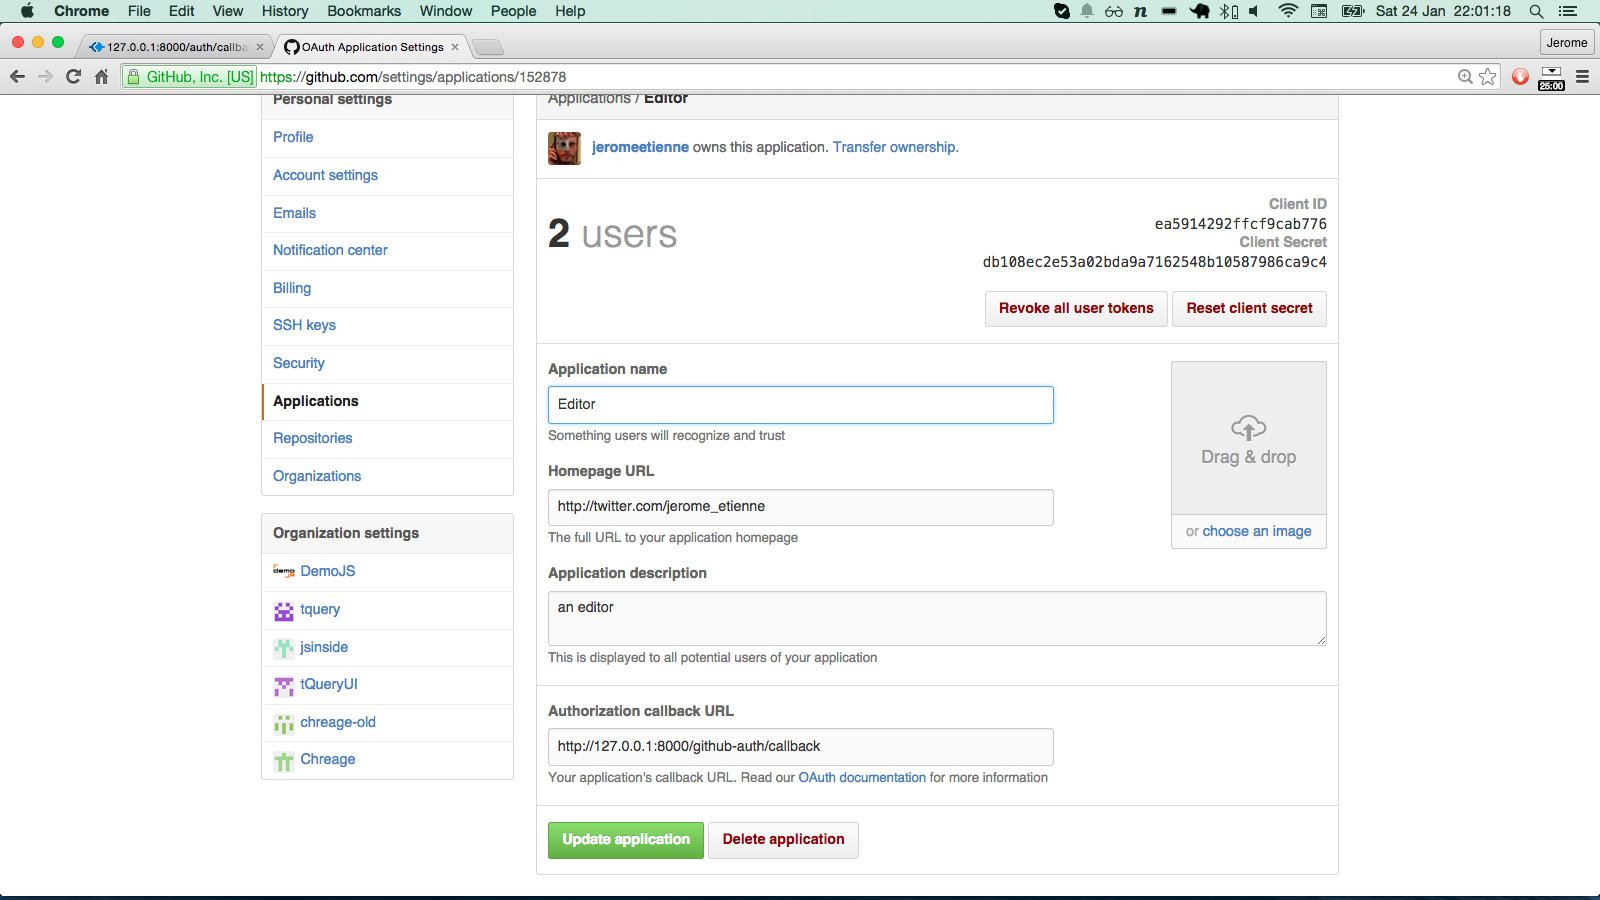 Chrome File Edit View History Bookmarks Window People Help Sat 24 Jan 22:01:18
127.0.0.1:8000/auth/callba OAuth Application Settings Jerome
GitHub, Inc. [US] https://github.com/settings/applications/152878 25:00
Personal settings
Profile
Account settings
Emails
Notification center
Billing
SSH keys
Security
Applications
Repositories
Organizations
Organization settings
demo JS DemoJS
tquery
jsinside
tQueryUI
chreage-old
Chreage
Applications / Editor
jeromeetienne owns this application. Transfer ownership.
2 users
Client ID
ea5914292ffcf9cab776
Client Secret
db108ec2e53a02bda9a7162548b10587986ca9c4
Revoke all user tokens Reset client secret
Application name
Editor
Something users will recognize and trust
Homepage URL
http://twitter.com/jerome_etienne
The full URL to your application homepage
Drag & drop
or choose an image
Application description
an editor
This is displayed to all potential users of your application
Authorization callback URL
http://127.0.0.1:8000/github-auth/callback
Your application's callback URL. Read our OAuth documentation for more information
Update application Delete application